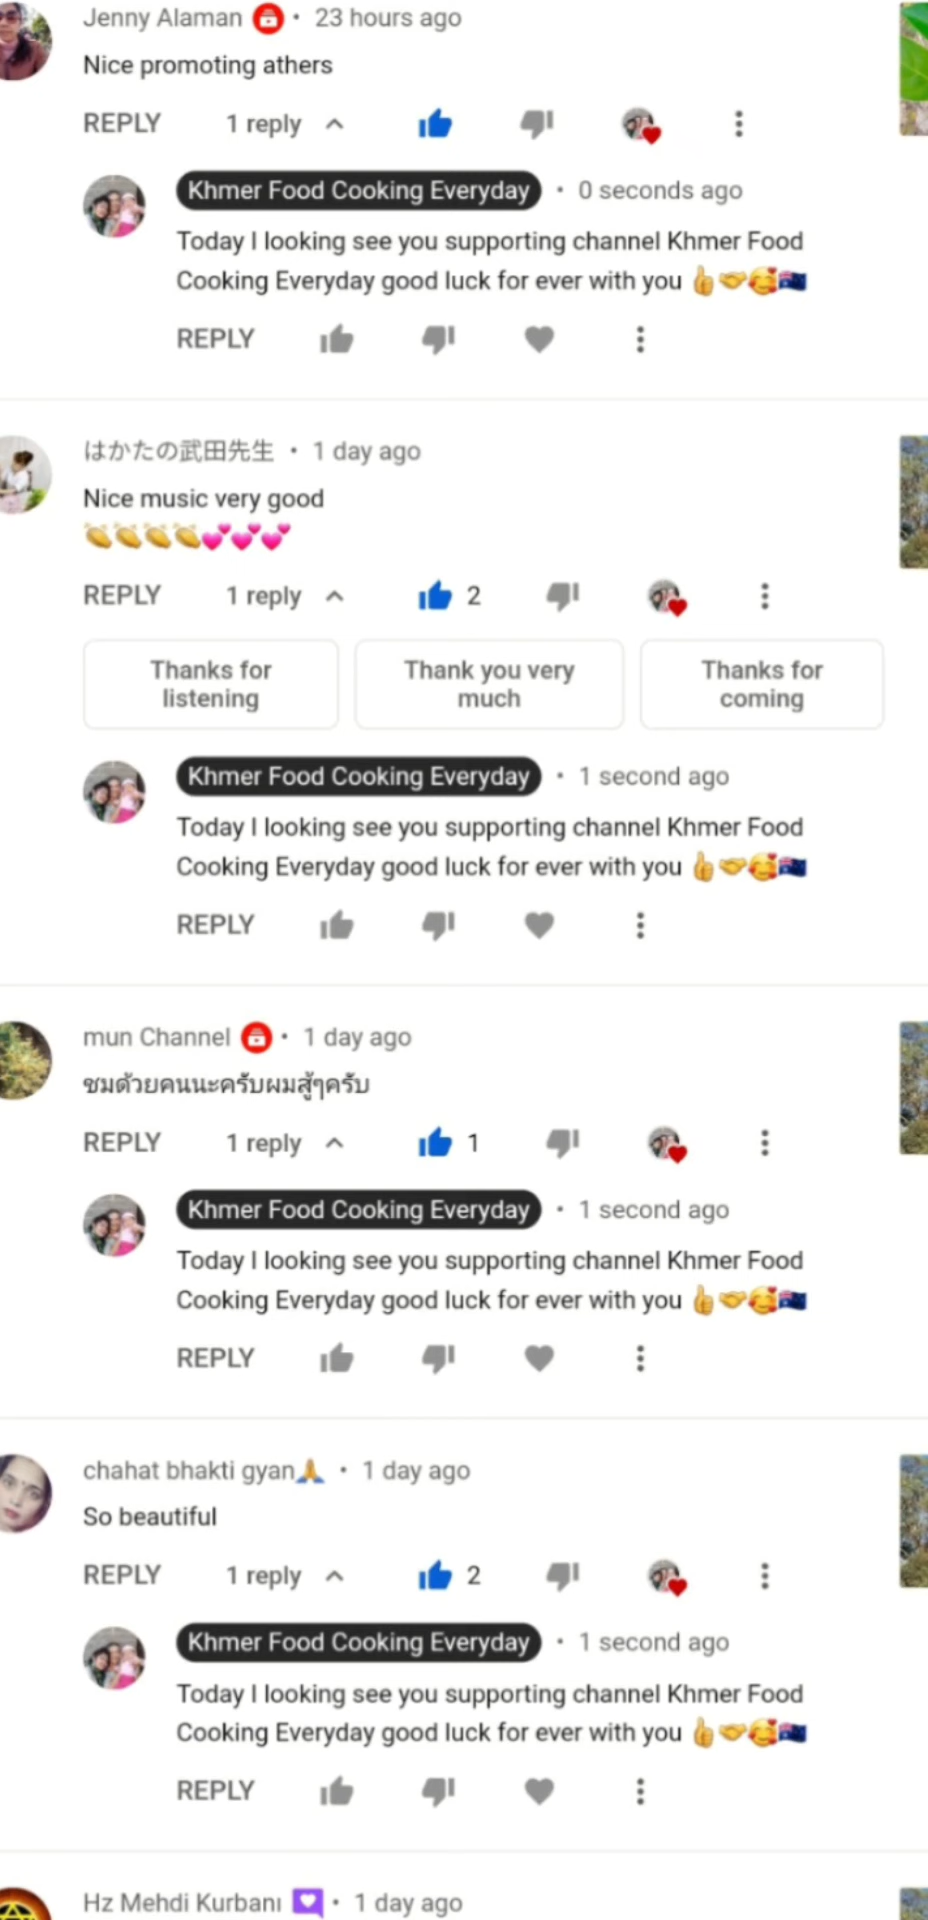 Jenny Alaman • 23 hours ago
Nice promoting athers
REPLY 1 reply
Khmer Food Cooking Everyday • 0 seconds ago
Today I looking see you supporting channel Khmer Food
Cooking Everyday good luck for ever with you 👍🤝🥰🇦🇺
REPLY
はかたの武田先生 • 1 day ago
Nice music very good
👏👏👏👏💕💕💕
REPLY 1 reply 2
Thanks for
listening
Thank you very
much
Thanks for
coming
Khmer Food Cooking Everyday • 1 second ago
Today I looking see you supporting channel Khmer Food
Cooking Everyday good luck for ever with you 👍🤝🥰🇦🇺
REPLY
mun Channel • 1 day ago
ชมด้วยคนนะครับผมสู้ๆครับ
REPLY 1 reply 1
Khmer Food Cooking Everyday • 1 second ago
Today I looking see you supporting channel Khmer Food
Cooking Everyday good luck for ever with you 👍🤝🥰🇦🇺
REPLY
chahat bhakti gyan🙏 • 1 day ago
So beautiful
REPLY 1 reply 2
Khmer Food Cooking Everyday • 1 second ago
Today I looking see you supporting channel Khmer Food
Cooking Everyday good luck for ever with you 👍🤝🥰🇦🇺
REPLY
Hz Mehdi Kurbanı • 1 day ago